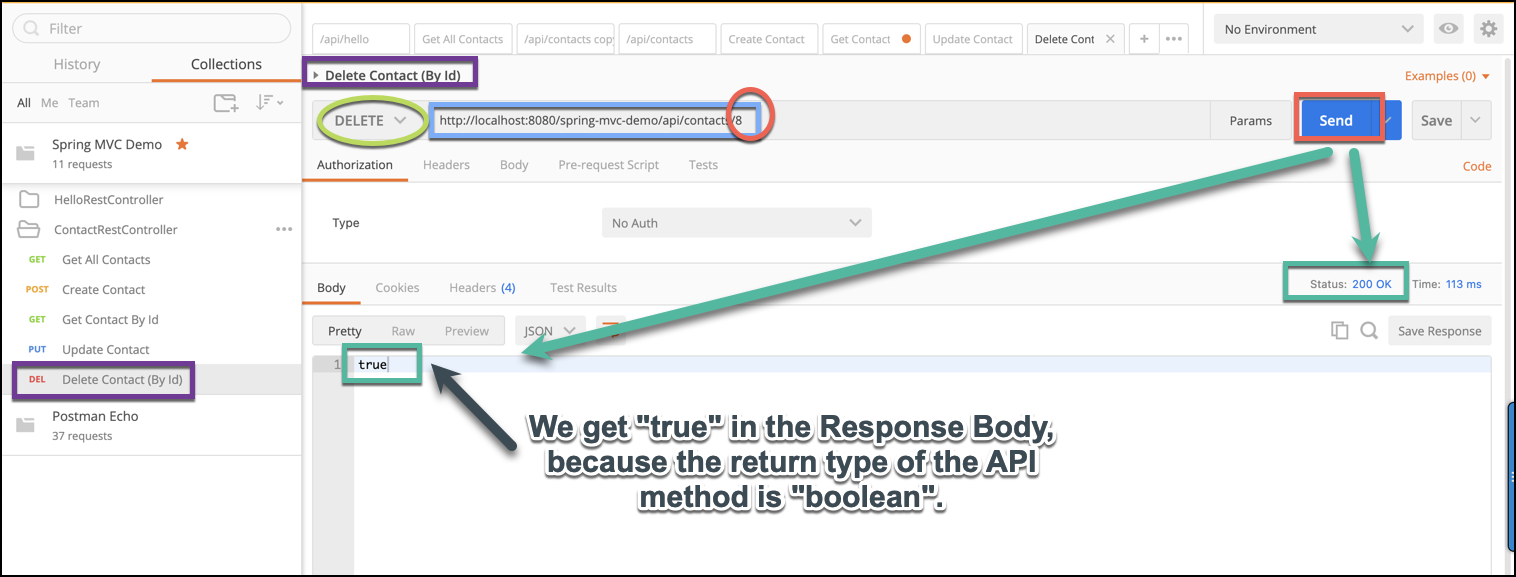 Filter
History Collections
All Me Team
Spring MVC Demo
11 requests
HelloRestController
ContactRestController
GET Get All Contacts
POST Create Contact
GET Get Contact By Id
PUT Update Contact
DEL Delete Contact (By Id)
Postman Echo
37 requests
/api/hello Get All Contacts /api/contacts cop /api/contacts Create Contact Get Contact Update Contact Delete Cont + •••
No Environment
Delete Contact (By Id)
Examples (0)
DELETE http://localhost:8080/spring-mvc-demo/api/contacts/8 Params Send Save
Authorization Headers Body Pre-request Script Tests Code
Type No Auth
Body Cookies Headers (4) Test Results Status: 200 OK Time: 113 ms
Pretty Raw Preview JSON Save Response
1 true
We get "true" in the Response Body,
because the return type of the API
method is "boolean".